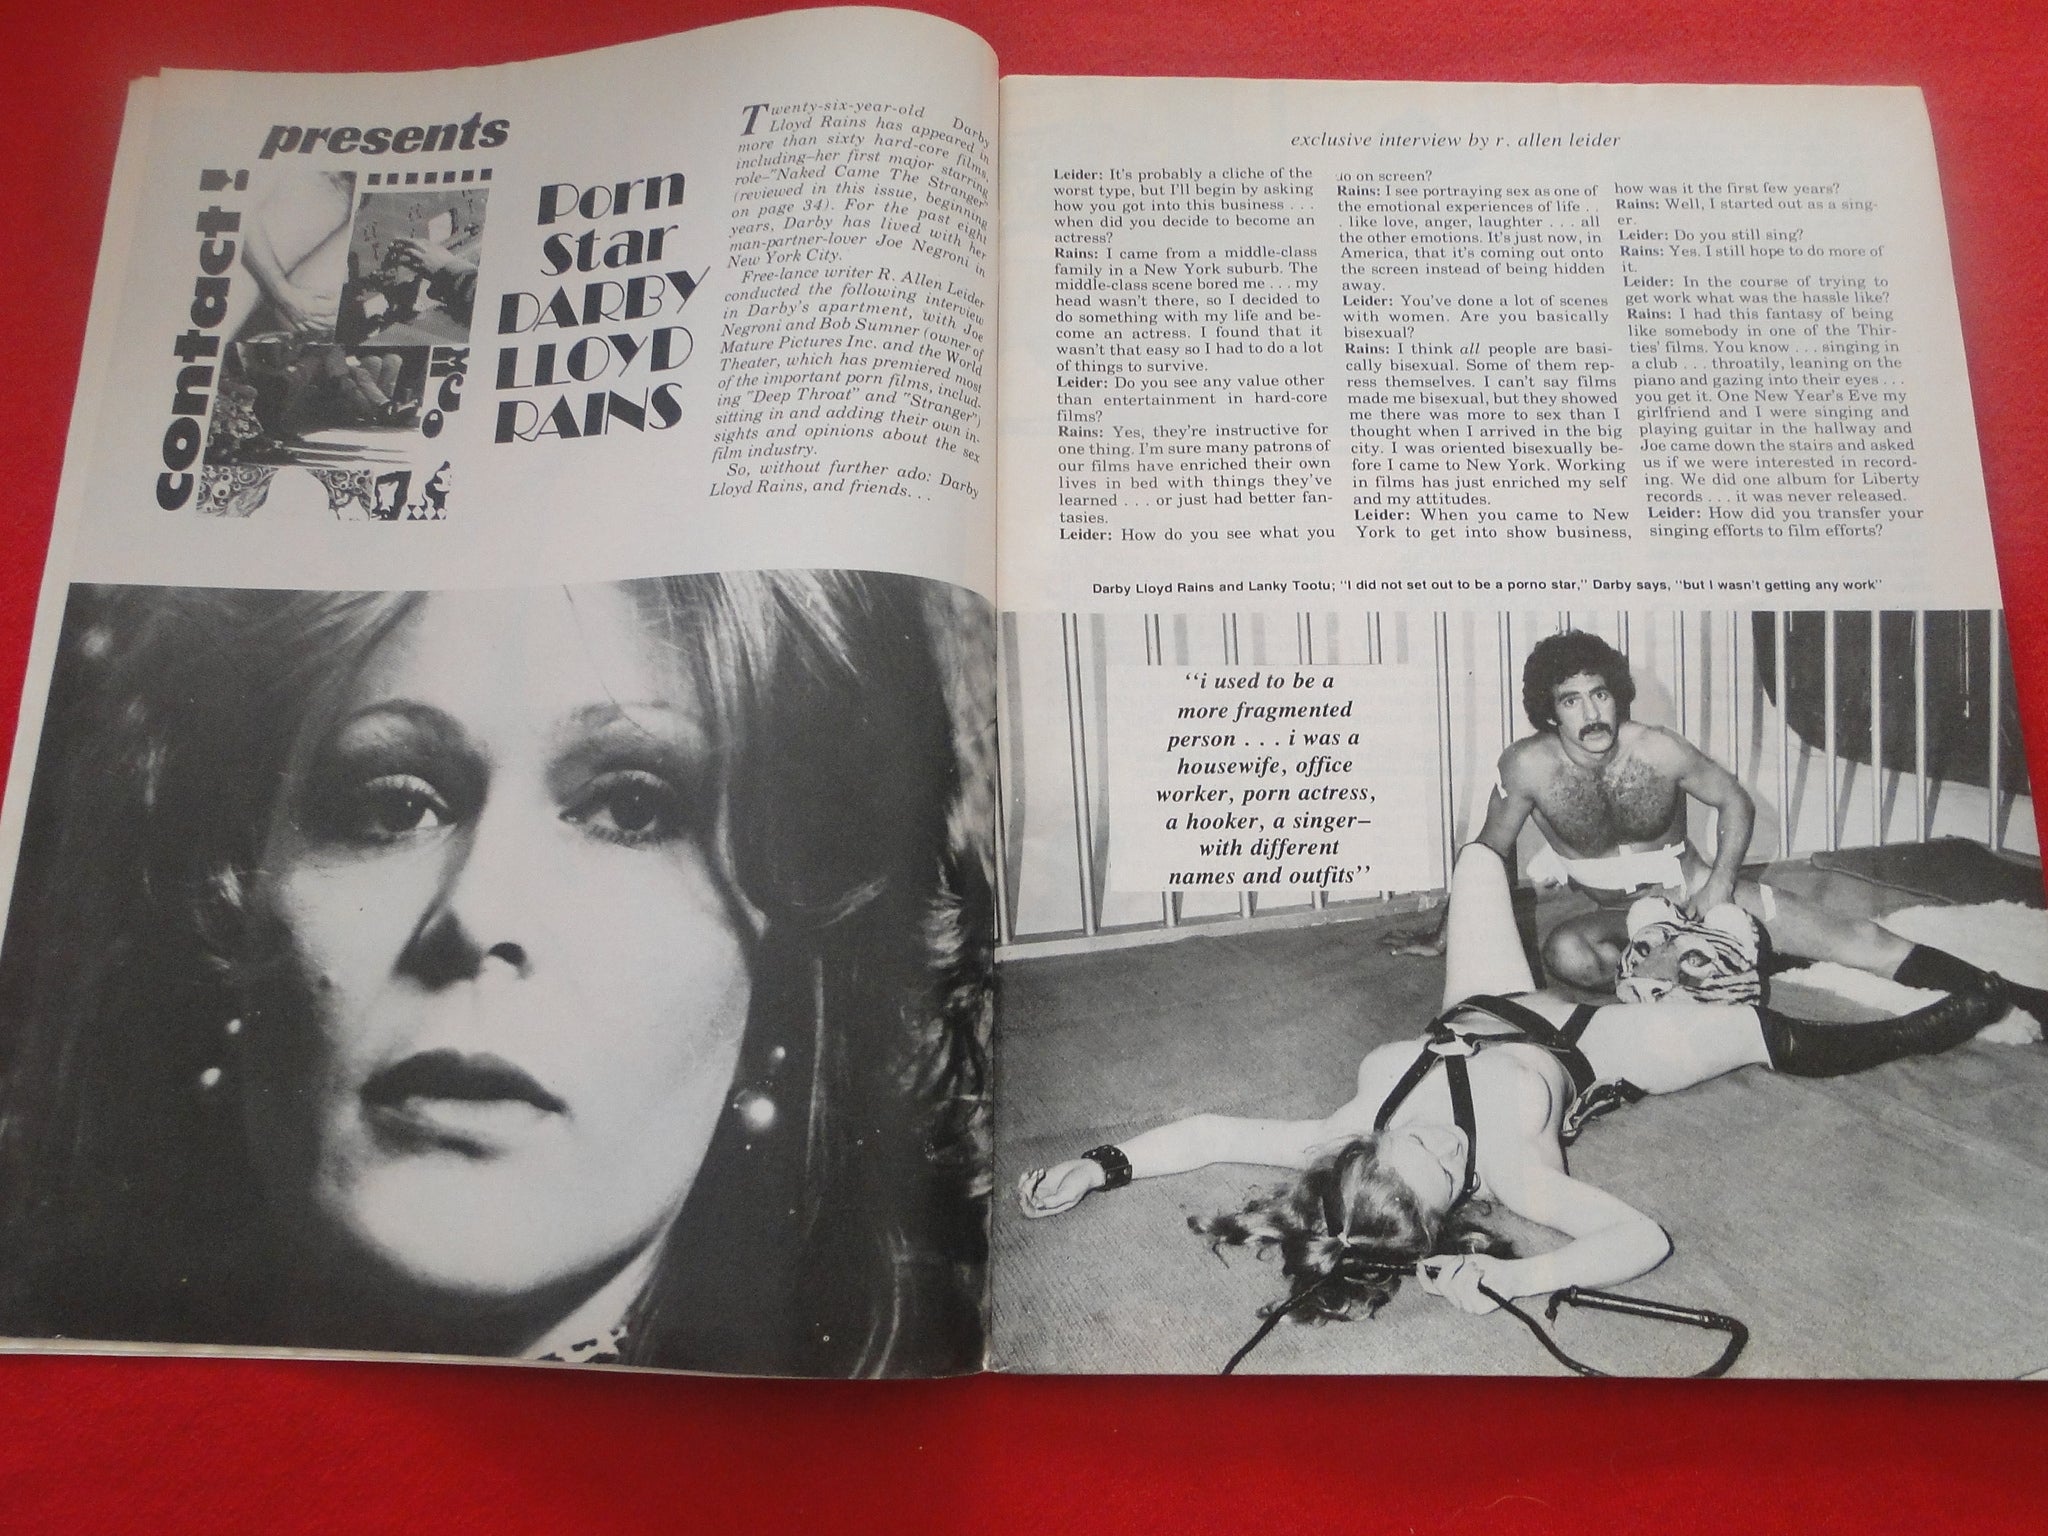 presents
contact!
Porn
Star
DARBY
LLOYD
RAINS
Twenty-six-year-old Darby
Lloyd Rains has appeared in
more than sixty hard-core films,
including—her first major starring
role—"Naked Came The Stranger"
(reviewed in this issue, beginning
on page 34). For the past eight
years, Darby has lived with her
man-partner-lover Joe Negroni in
New York City.
Free-lance writer R. Allen Leider
conducted the following interview
in Darby's apartment, with Joe
Negroni and Bob Sumner (owner of
Mature Pictures Inc. and the World
Theater, which has premiered most
of the important porn films, includ-
ing "Deep Throat" and "Stranger")
sitting in and adding their own in-
sights and opinions about the sex
film industry.
So, without further ado: Darby
Lloyd Rains, and friends. . .
exclusive interview by r. allen leider
Leider: It's probably a cliche of the
worst type, but I'll begin by asking
how you got into this business . . .
when did you decide to become an
actress?
Rains: I came from a middle-class
family in a New York suburb. The
middle-class scene bored me . . . my
head wasn't there, so I decided to
do something with my life and be-
come an actress. I found that it
wasn't that easy so I had to do a lot
of things to survive.
Leider: Do you see any value other
than entertainment in hard-core
films?
Rains: Yes, they're instructive for
one thing. I'm sure many patrons of
our films have enriched their own
lives in bed with things they've
learned . . . or just had better fan-
tasies.
Leider: How do you see what you
do on screen?
Rains: I see portraying sex as one of
the emotional experiences of life . .
. like love, anger, laughter . . . all
the other emotions. It's just now, in
America, that it's coming out onto
the screen instead of being hidden
away.
Leider: You've done a lot of scenes
with women. Are you basically
bisexual?
Rains: I think all people are basi-
cally bisexual. Some of them rep-
ress themselves. I can't say films
made me bisexual, but they showed
me there was more to sex than I
thought when I arrived in the big
city. I was oriented bisexually be-
fore I came to New York. Working
in films has just enriched my self
and my attitudes.
Leider: When you came to New
York to get into show business,
how was it the first few years?
Rains: Well, I started out as a sing-
er.
Leider: Do you still sing?
Rains: Yes. I still hope to do more of
it.
Leider: In the course of trying to
get work what was the hassle like?
Rains: I had this fantasy of being
like somebody in one of the Thir-
ties' films. You know . . . singing in
a club . . . throatily, leaning on the
piano and gazing into their eyes . . .
you get it. One New Year's Eve my
girlfriend and I were singing and
playing guitar in the hallway and
Joe came down the stairs and asked
us if we were interested in record-
ing. We did one album for Liberty
records . . . it was never released.
Leider: How did you transfer your
singing efforts to film efforts?
Darby Lloyd Rains and Lanky Tootu; "I did not set out to be a porno star," Darby says, "but I wasn't getting any work"
"i used to be a
more fragmented
person . . . i was a
housewife, office
worker, porn actress,
a hooker, a singer—
with different
names and outfits"